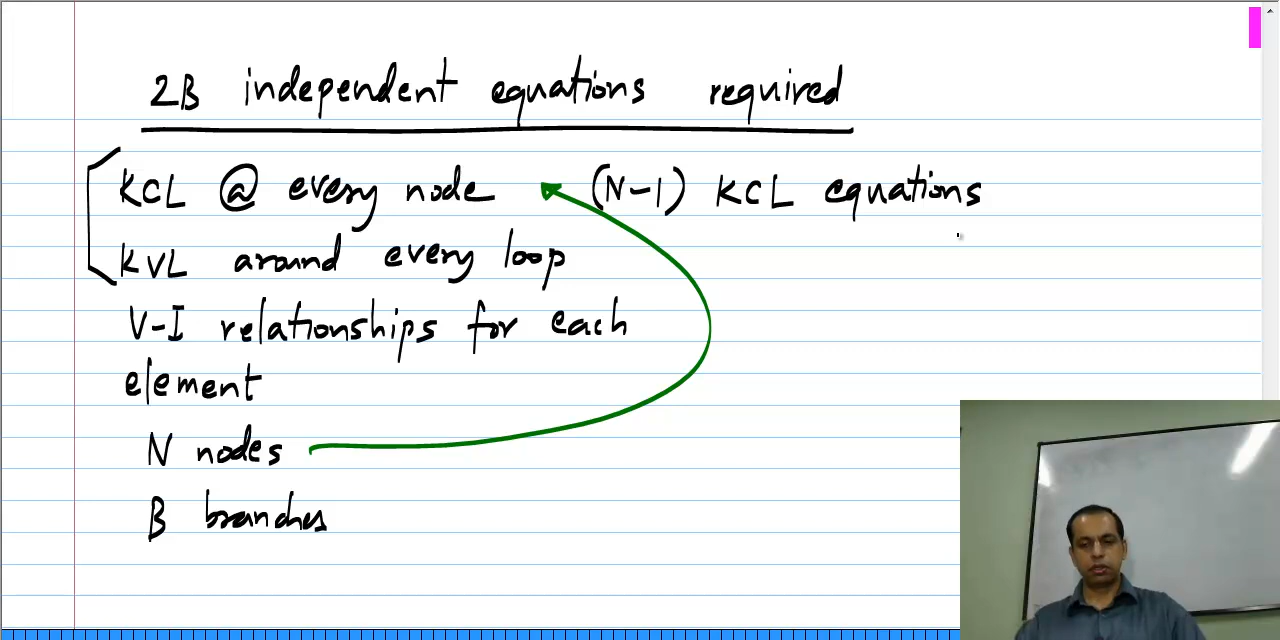 2B independent equations required
KCL @ every node (N-1) KCL equations
KVL around every loop
V-I relationships for each
element
N nodes
B branches